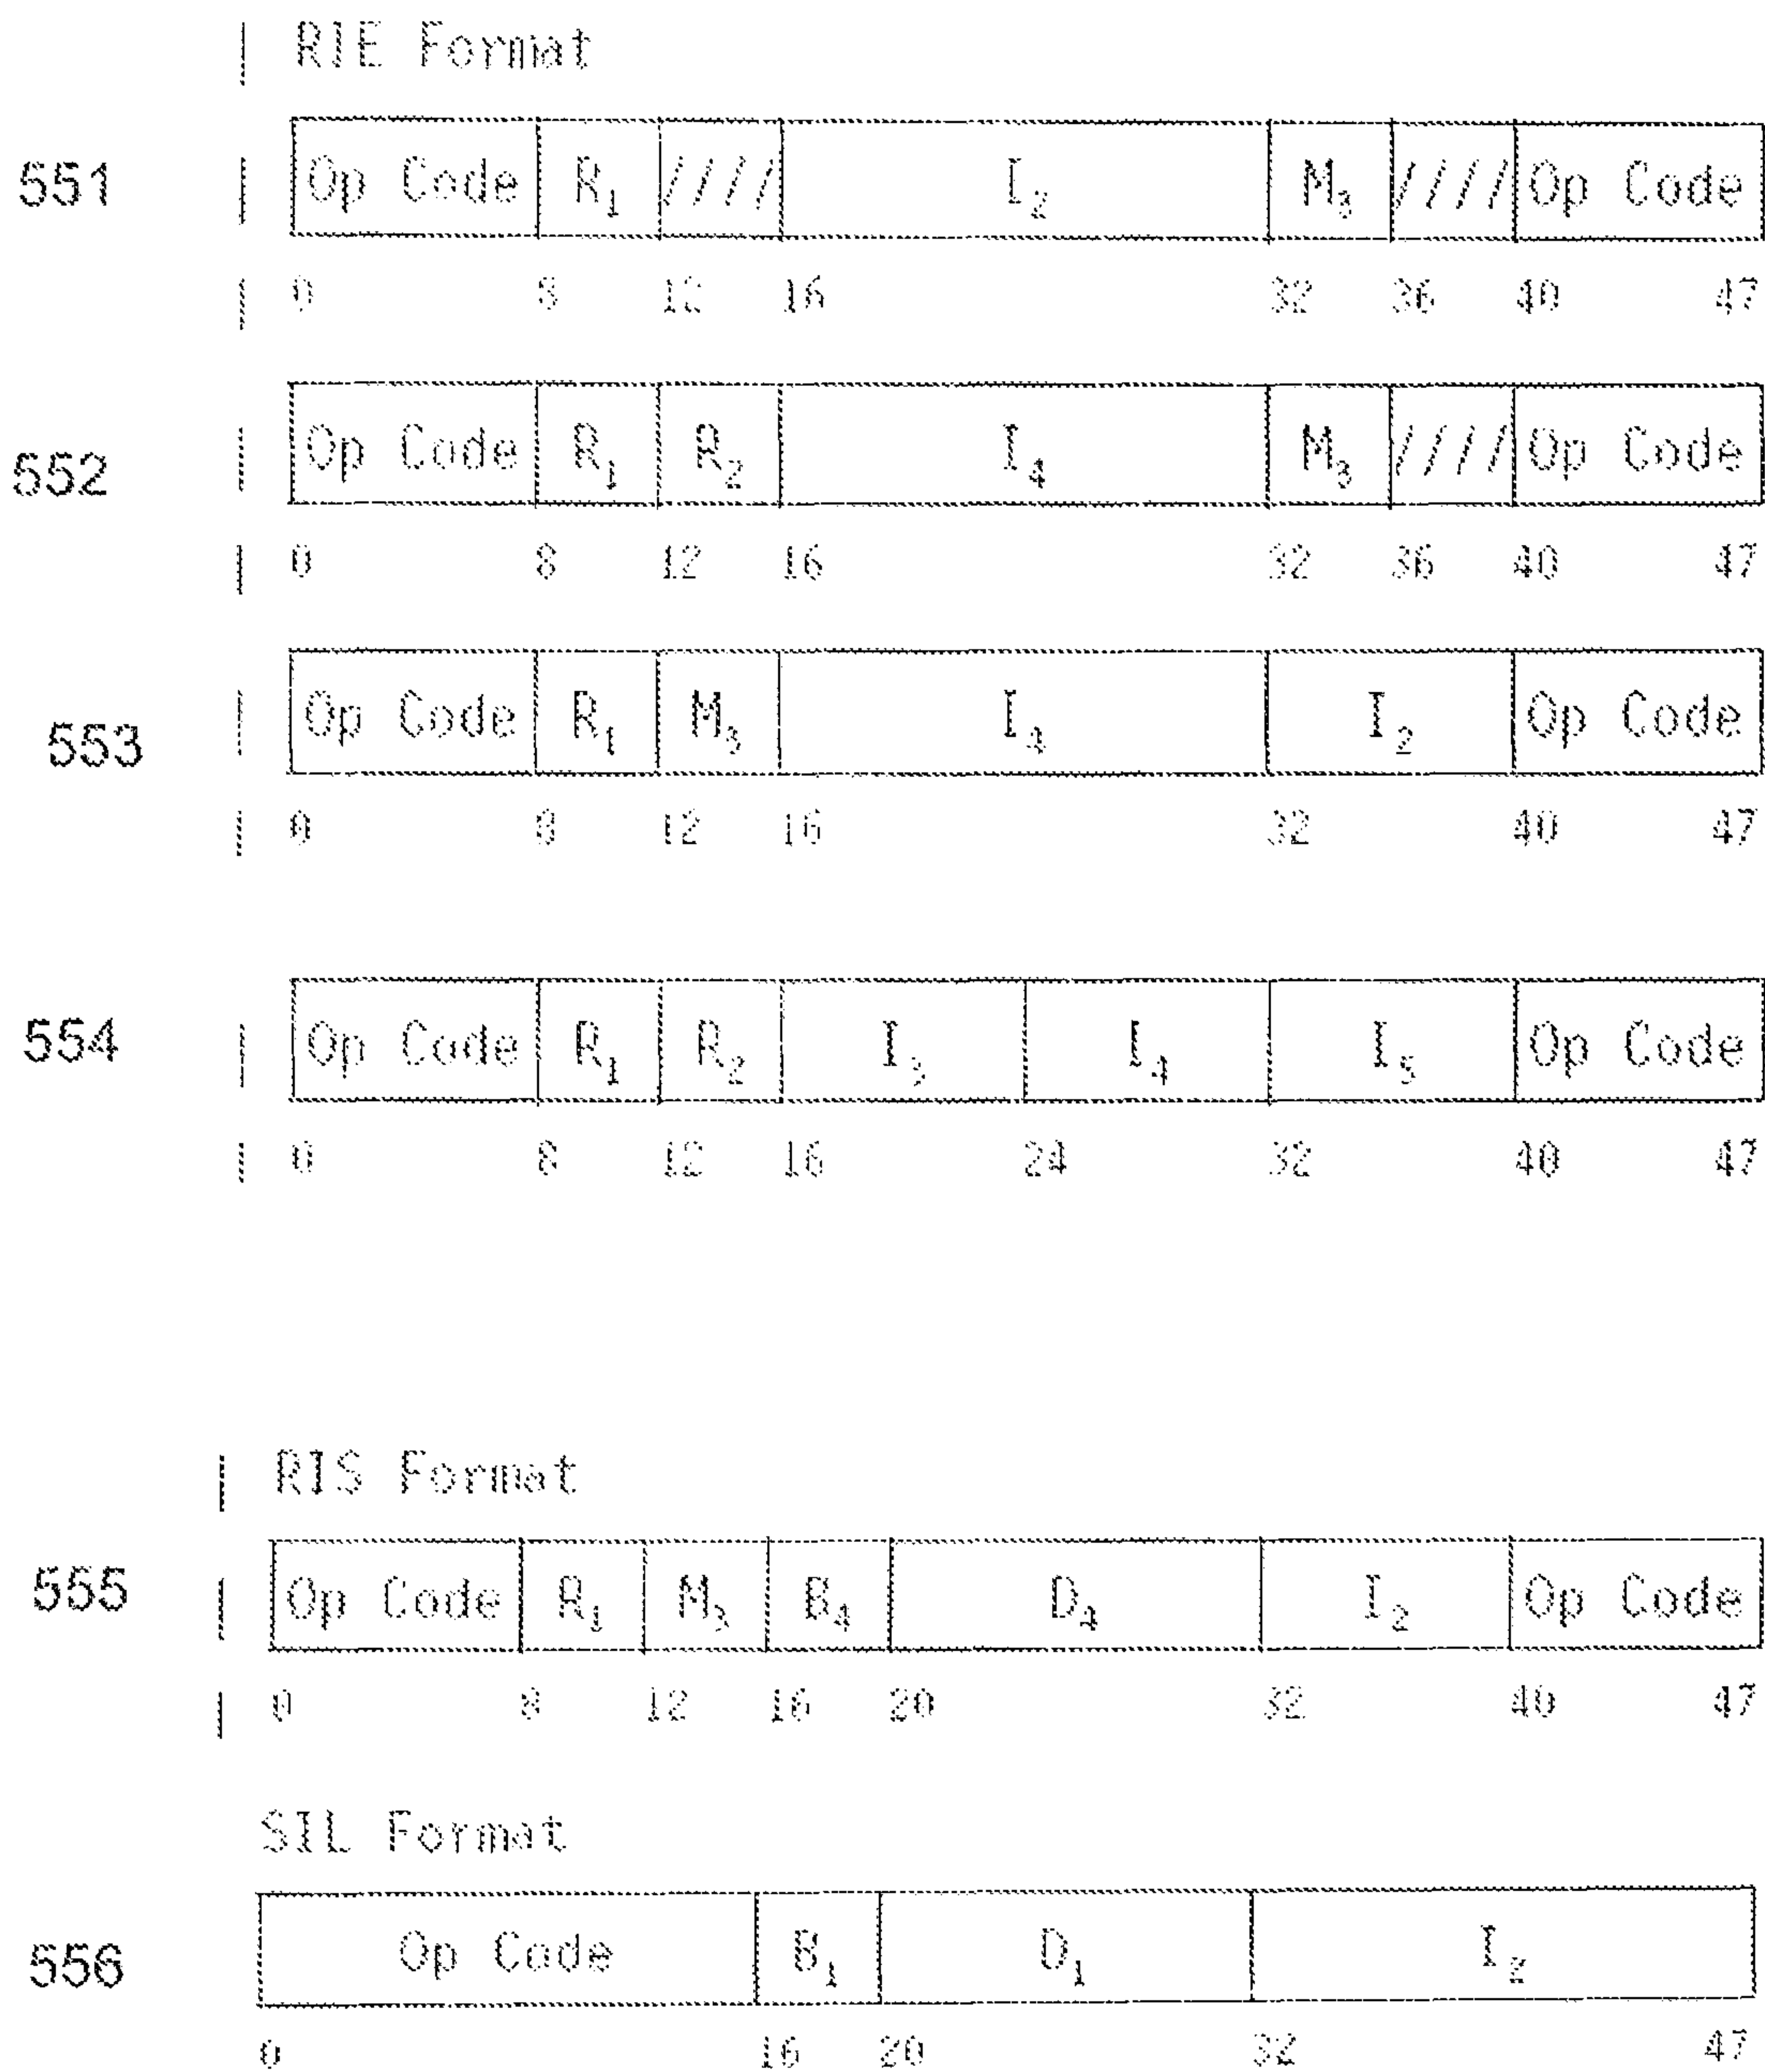 RIE Format
551 Op Code R₁ //// I₂ M₃ //// Op Code
0 8 12 16 32 36 40 47
552 Op Code R₁ R₂ I₄ M₃ //// Op Code
0 8 12 16 32 36 40 47
553 Op Code R₁ M₃ I₄ I₂ Op Code
0 8 12 16 32 40 47
554 Op Code R₁ R₂ I₃ I₄ I₅ Op Code
0 8 12 16 24 32 40 47
RIS Format
555 Op Code R₁ M₃ B₄ D₄ I₂ Op Code
0 8 12 16 20 32 40 47
SIL Format
556 Op Code B₁ D₁ I₂
0 16 20 32 47